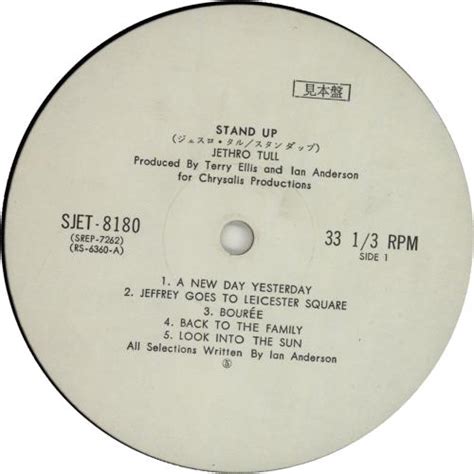 見本盤
STAND UP
(ジェスロ・タル/スタンダップ)
JETHRO TULL
Produced By Terry Ellis and Ian Anderson
for Chrysalis Productions
SJET-8180
(SREP-7262)
(RS-6360-A)
33 1/3 RPM
SIDE 1
1. A NEW DAY YESTERDAY
2. JEFFREY GOES TO LEICESTER SQUARE
3. BOURÉE
4. BACK TO THE FAMILY
5. LOOK INTO THE SUN
All Selections Written By Ian Anderson